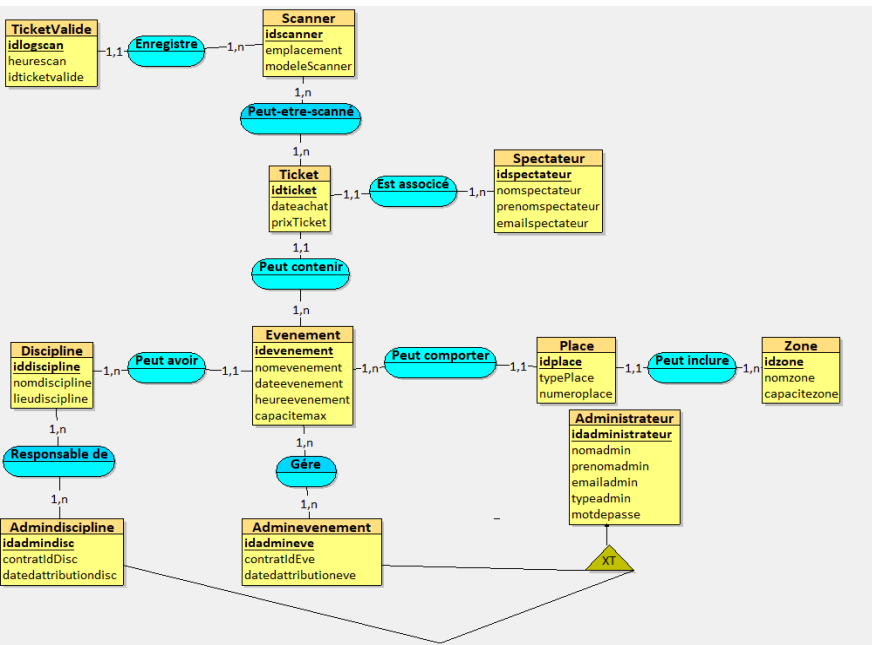 TicketValide
idlogscan
heurescan
idticketvalide
1,1
Enregistre
1,n
Scanner
idscanner
emplacement
modeleScanner
1,n
Peut-etre-scanné
1,n
Ticket
idticket
dateachat
prixTicket
1,1
Est associcé
1,n
Spectateur
idspectateur
nomspectateur
prenomspectateur
emailspectateur
1,1
Peut contenir
1,n
Discipline
iddiscipline
nomdiscipline
lieudiscipline
1,n
Peut avoir
1,1
Evenement
idevenement
nomevenement
dateevenement
heureevenement
capacitemax
1,n
Peut comporter
1,1
Place
idplace
typePlace
numeroplace
1,1
Peut inclure
1,n
Zone
idzone
nomzone
capacitezone
1,n
Responsable de
1,n
1,n
Gére
1,n
Administrateur
idadministrateur
nomadmin
prenomadmin
emailadmin
typeadmin
motdepasse
Admindiscipline
idadmindisc
contratIdDisc
datedattributiondisc
Adminevenement
idadmineve
contratIdEve
datedattributioneve
XT